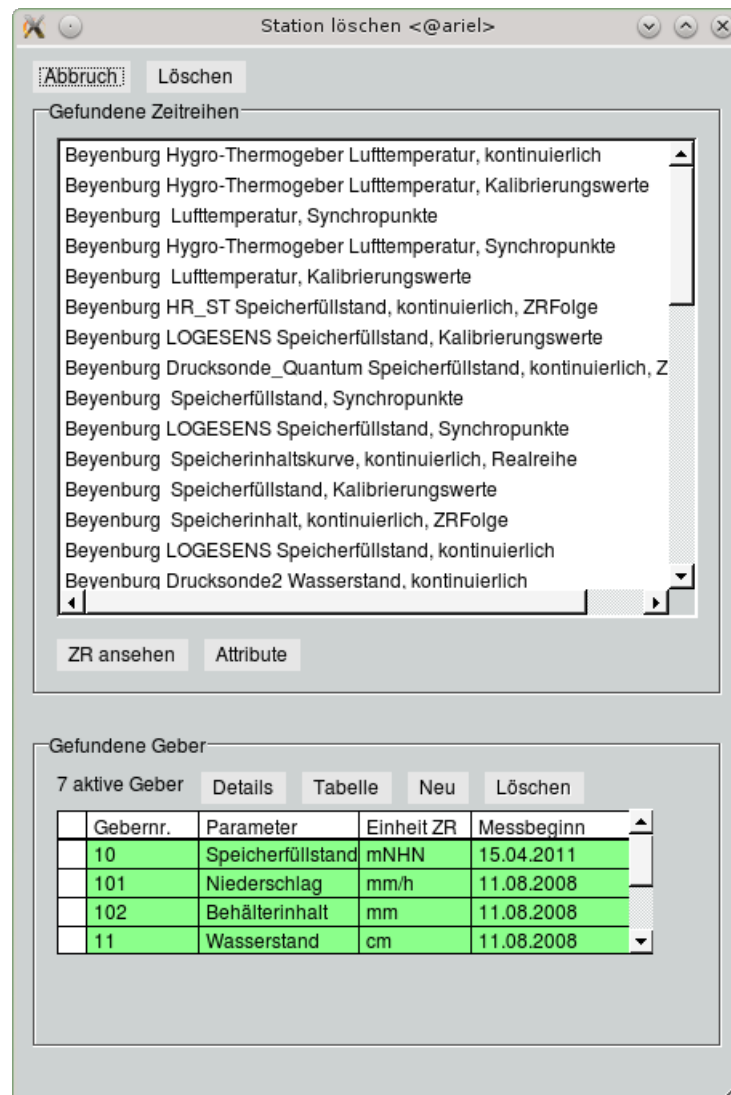 Station löschen <@ariel>
Abbruch Löschen
Gefundene Zeitreihen
Beyenburg Hygro-Thermogeber Lufttemperatur, kontinuierlich
Beyenburg Hygro-Thermogeber Lufttemperatur, Kalibrierungswerte
Beyenburg  Lufttemperatur, Synchropunkte
Beyenburg Hygro-Thermogeber Lufttemperatur, Synchropunkte
Beyenburg  Lufttemperatur, Kalibrierungswerte
Beyenburg HR_ST Speicherfüllstand, kontinuierlich, ZRFolge
Beyenburg LOGESENS Speicherfüllstand, Kalibrierungswerte
Beyenburg Drucksonde_Quantum Speicherfüllstand, kontinuierlich, Z
Beyenburg  Speicherfüllstand, Synchropunkte
Beyenburg LOGESENS Speicherfüllstand, Synchropunkte
Beyenburg  Speicherinhaltskurve, kontinuierlich, Realreihe
Beyenburg  Speicherfüllstand, Kalibrierungswerte
Beyenburg  Speicherinhalt, kontinuierlich, ZRFolge
Beyenburg LOGESENS Speicherfüllstand, kontinuierlich
Beyenburg Drucksonde2 Wasserstand, kontinuierlich
ZR ansehen Attribute
Gefundene Geber
7 aktive Geber Details Tabelle Neu Löschen
Gebernr. Parameter Einheit ZR Messbeginn
10 Speicherfüllstand mNHN 15.04.2011
101 Niederschlag mm/h 11.08.2008
102 Behälterinhalt mm 11.08.2008
11 Wasserstand cm 11.08.2008